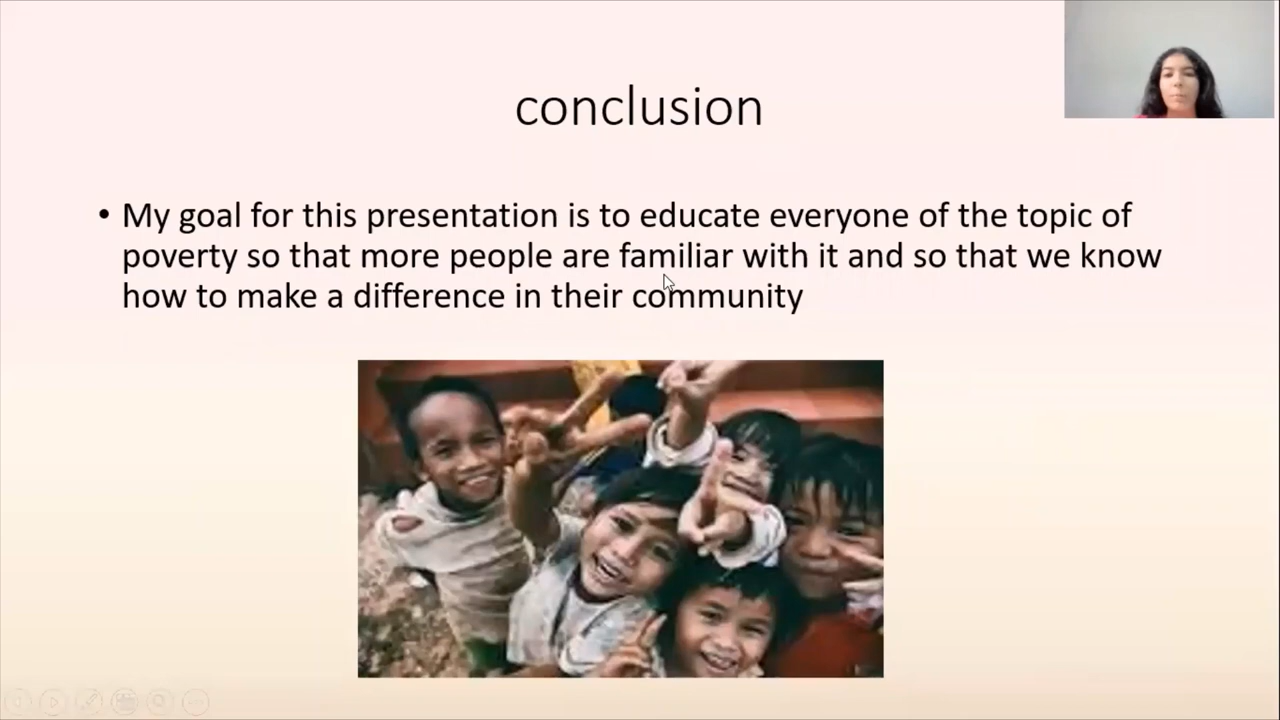 conclusion
• My goal for this presentation is to educate everyone of the topic of
poverty so that more people are familiar with it and so that we know
how to make a difference in their community